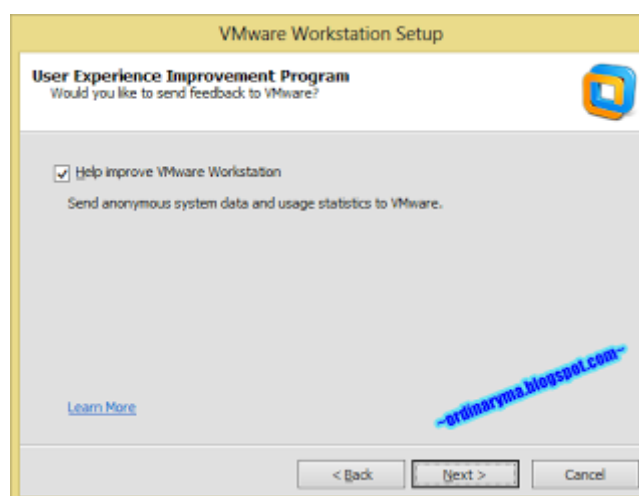 VMware Workstation Setup
User Experience Improvement Program
Would you like to send feedback to VMware?
Help improve VMware Workstation
Send anonymous system data and usage statistics to VMware.
~ordinaryma.blogspot.com~
Learn More
< Back Next > Cancel